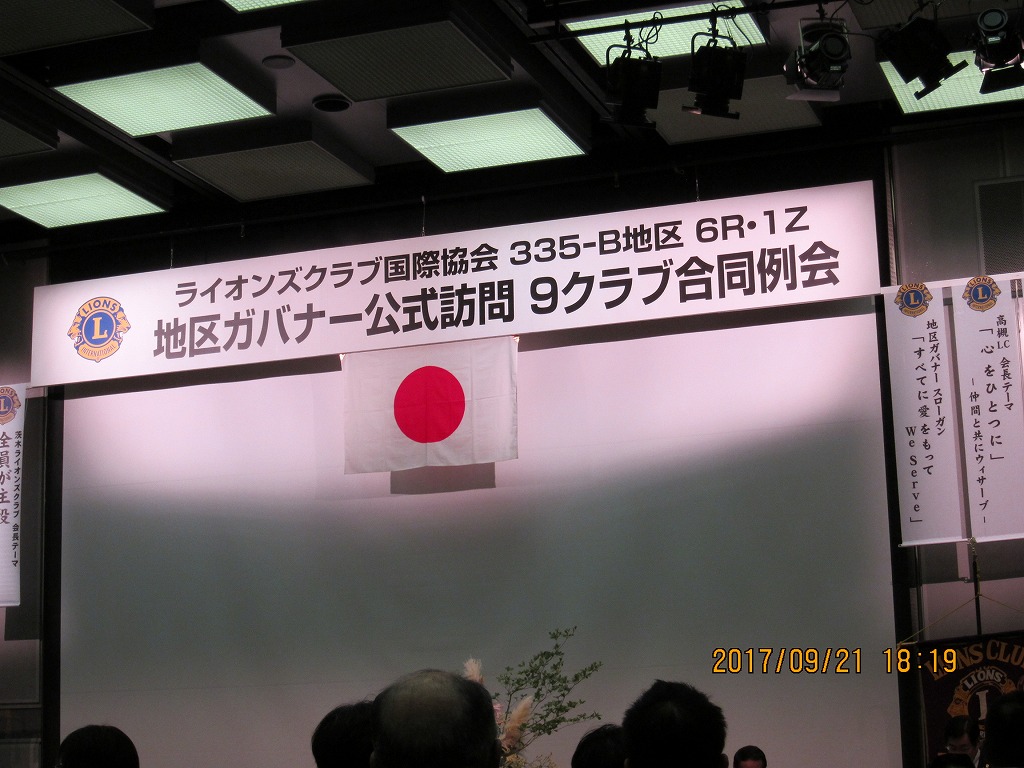 ライオンズクラブ国際協会 335-B地区 6R・1Z
地区ガバナー公式訪問 9クラブ合同例会
LIONS
L
INTERNATIONAL
高槻LC 会長テーマ
「心をひとつに」
－仲間と共にウィサーブ－
地区ガバナー スローガン
「すべてに愛をもって
We Serve」
茨木ライオンズクラブ 会長テーマ
全員が主役
2017/09/21 18:19
LIONS CLUB
LIONS